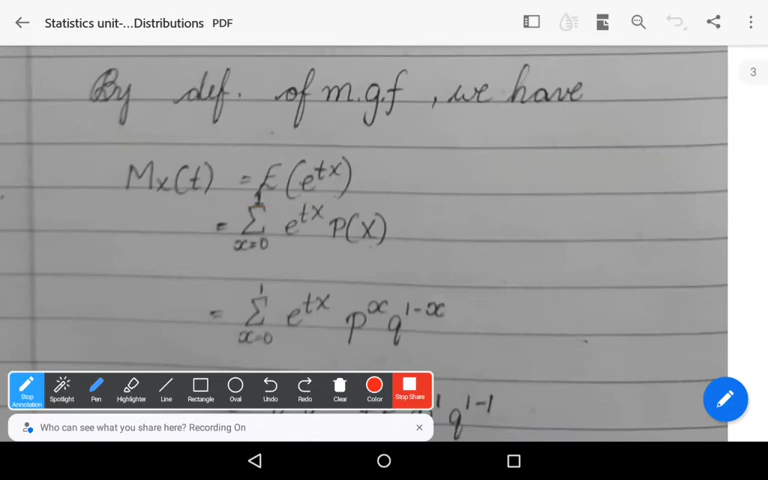 Statistics unit-...Distributions PDF
3
By def. of m.g.f, we have
Mx(t) = E(e^tx)
= 1 Σ x=0 e^tx P(X)
= 1 Σ x=0 e^tx p^x q^1-x
q^1-1
Stop Annotation Spotlight Pen Highlighter Line Rectangle Oval Undo Redo Clear Color Stop Share
Who can see what you share here? Recording On